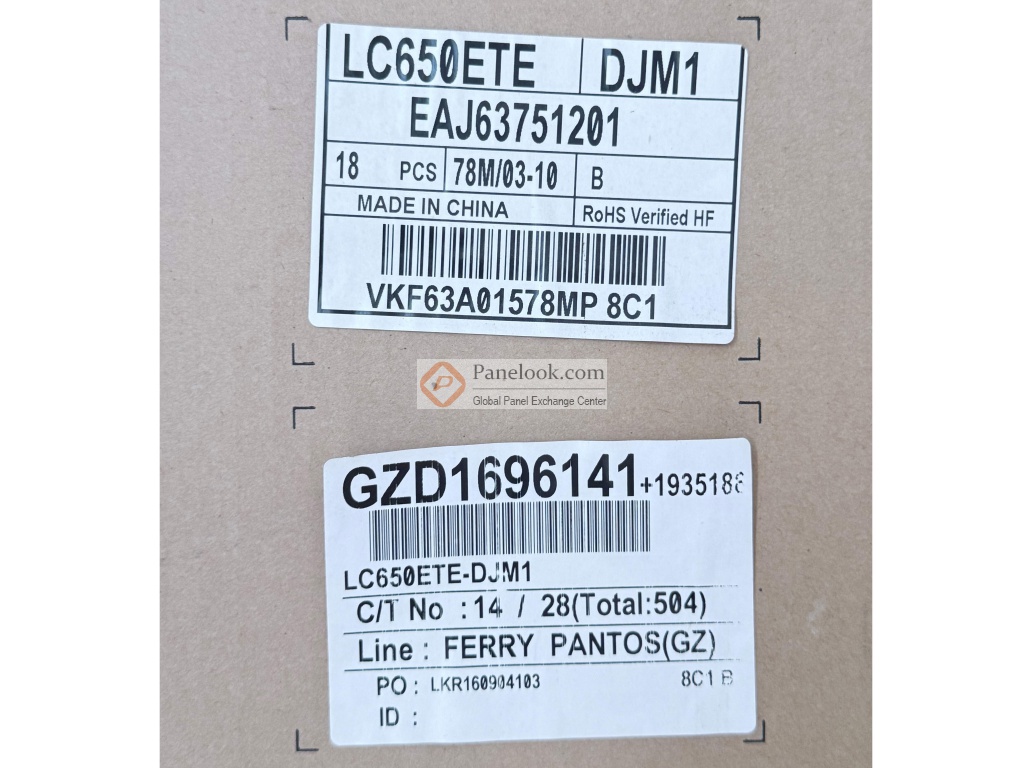 LC650ETE DJM1
EAJ63751201
18 PCS 78M/03-10 B
MADE IN CHINA RoHS Verified HF
VKF63A01578MP 8C1
Panelook.com
Global Panel Exchange Center
GZD1696141 +1935188
LC650ETE-DJM1
C/T No : 14 / 28(Total:504)
Line : FERRY PANTOS(GZ)
PO : LKR160904103 8C1 B
ID :